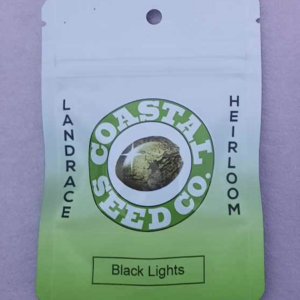 LANDRACE
COASTAL
SEED CO.
HEIRLOOM
Black Lights